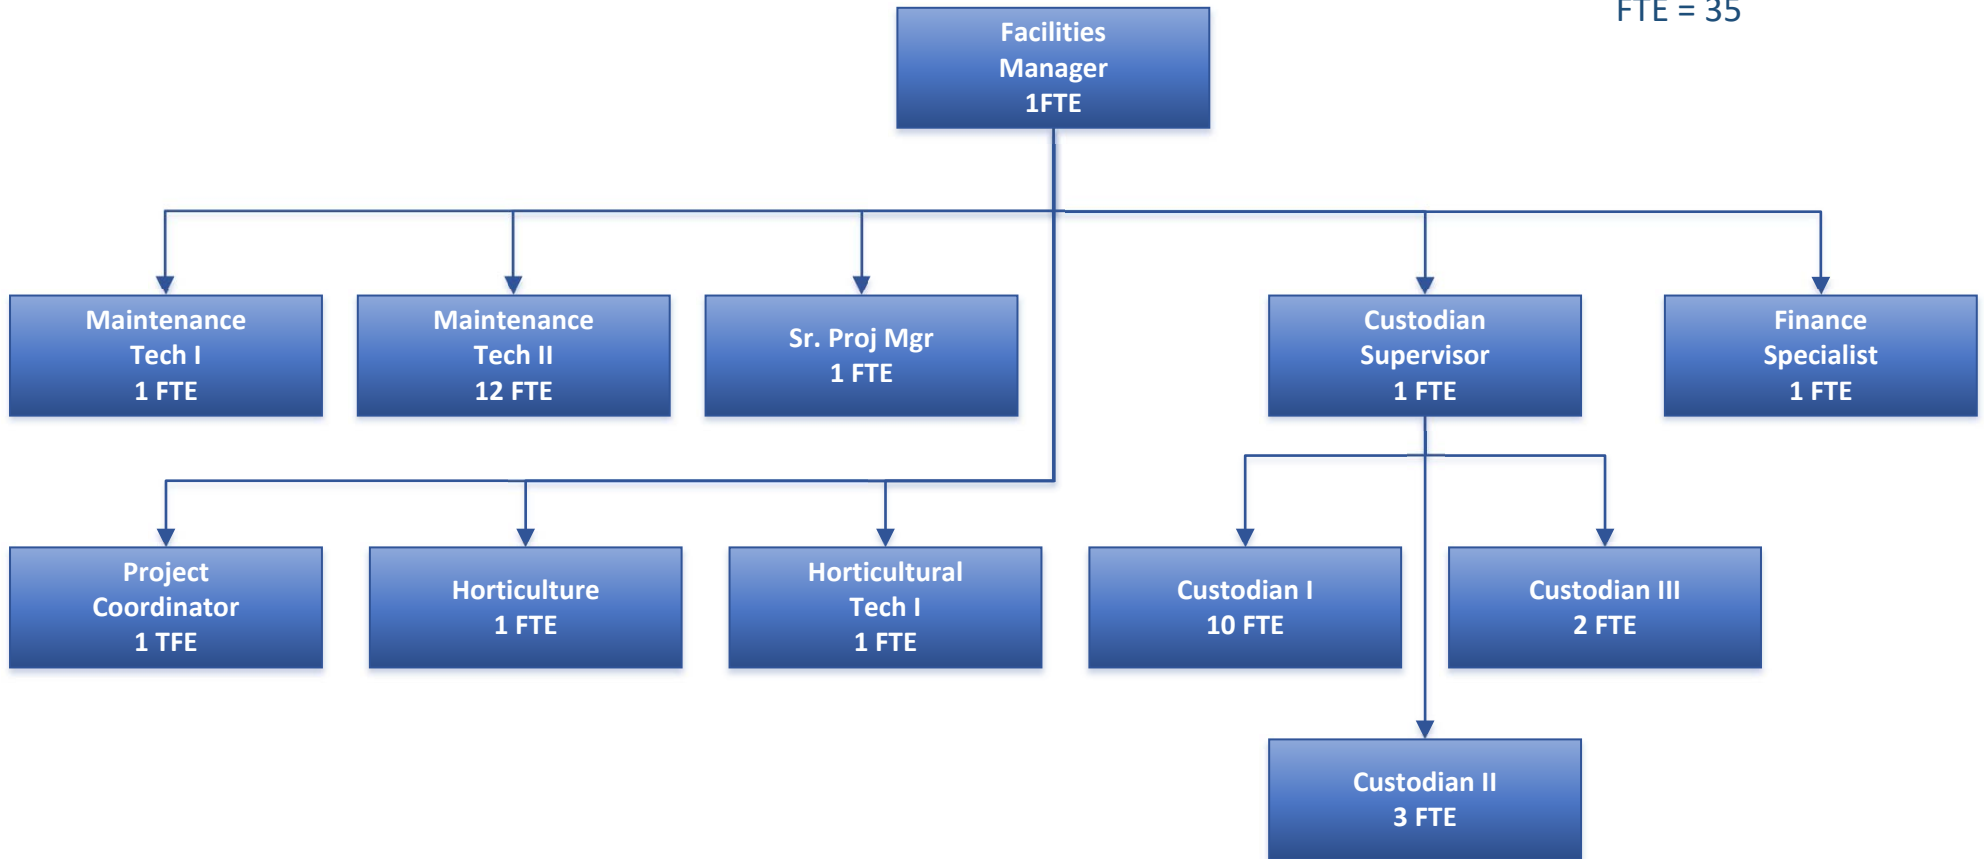 FTE = 35
Facilities
Manager
1FTE
Maintenance
Tech I
1 FTE
Maintenance
Tech II
12 FTE
Sr. Proj Mgr
1 FTE
Custodian
Supervisor
1 FTE
Finance
Specialist
1 FTE
Project
Coordinator
1 TFE
Horticulture
1 FTE
Horticultural
Tech I
1 FTE
Custodian I
10 FTE
Custodian III
2 FTE
Custodian II
3 FTE